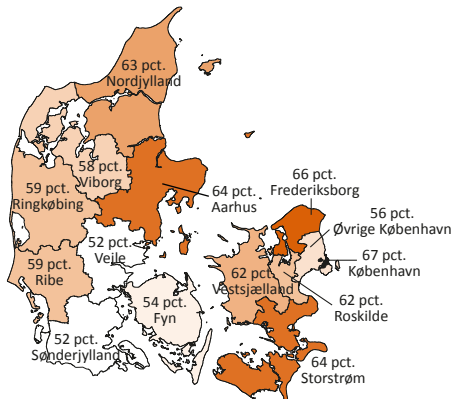 63 pct.
Nordjylland
58 pct.
Viborg
59 pct.
Ringkøbing
64 pct.
Aarhus
66 pct.
Frederiksborg
56 pct.
Øvrige København
67 pct.
København
52 pct.
Vejle
59 pct.
Ribe
62 pct.
Vestsjælland
54 pct.
Fyn
62 pct.
Roskilde
52 pct.
Sønderjylland
64 pct.
Storstrøm